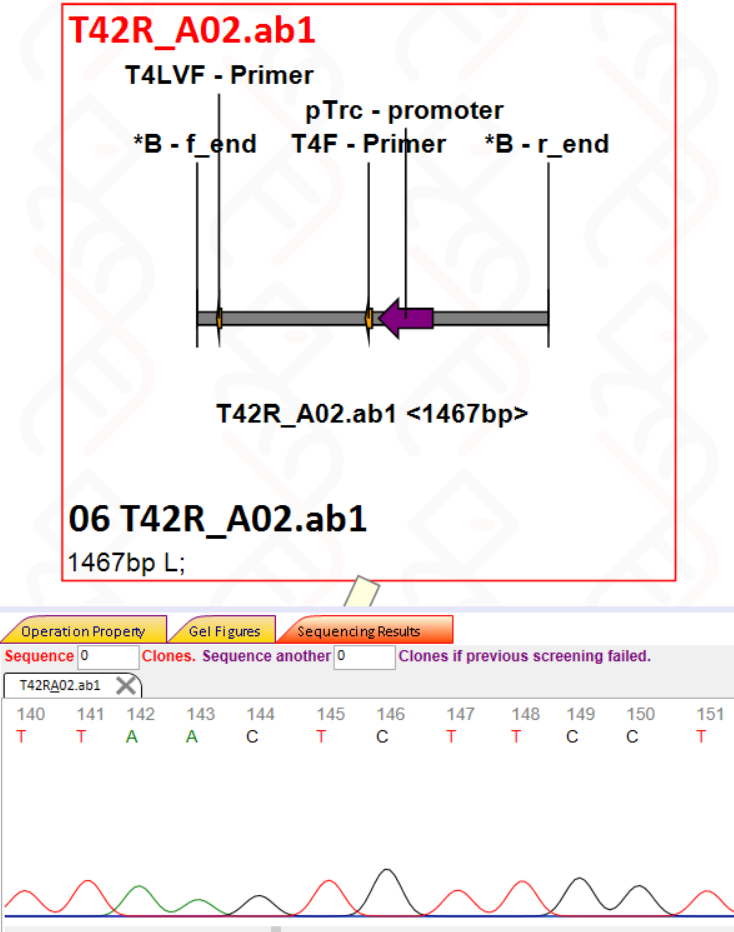 T42R_A02.ab1
T4LVF - Primer
pTrc - promoter
*B - f_end T4F - Primer *B - r_end
T42R_A02.ab1 <1467bp>
06 T42R_A02.ab1
1467bp L;
Operation Property Gel Figures Sequencing Results
Sequence 0 Clones. Sequence another 0 Clones if previous screening failed.
T42RA02.ab1
140 141 142 143 144 145 146 147 148 149 150 151
T T A A C T C T T C C T